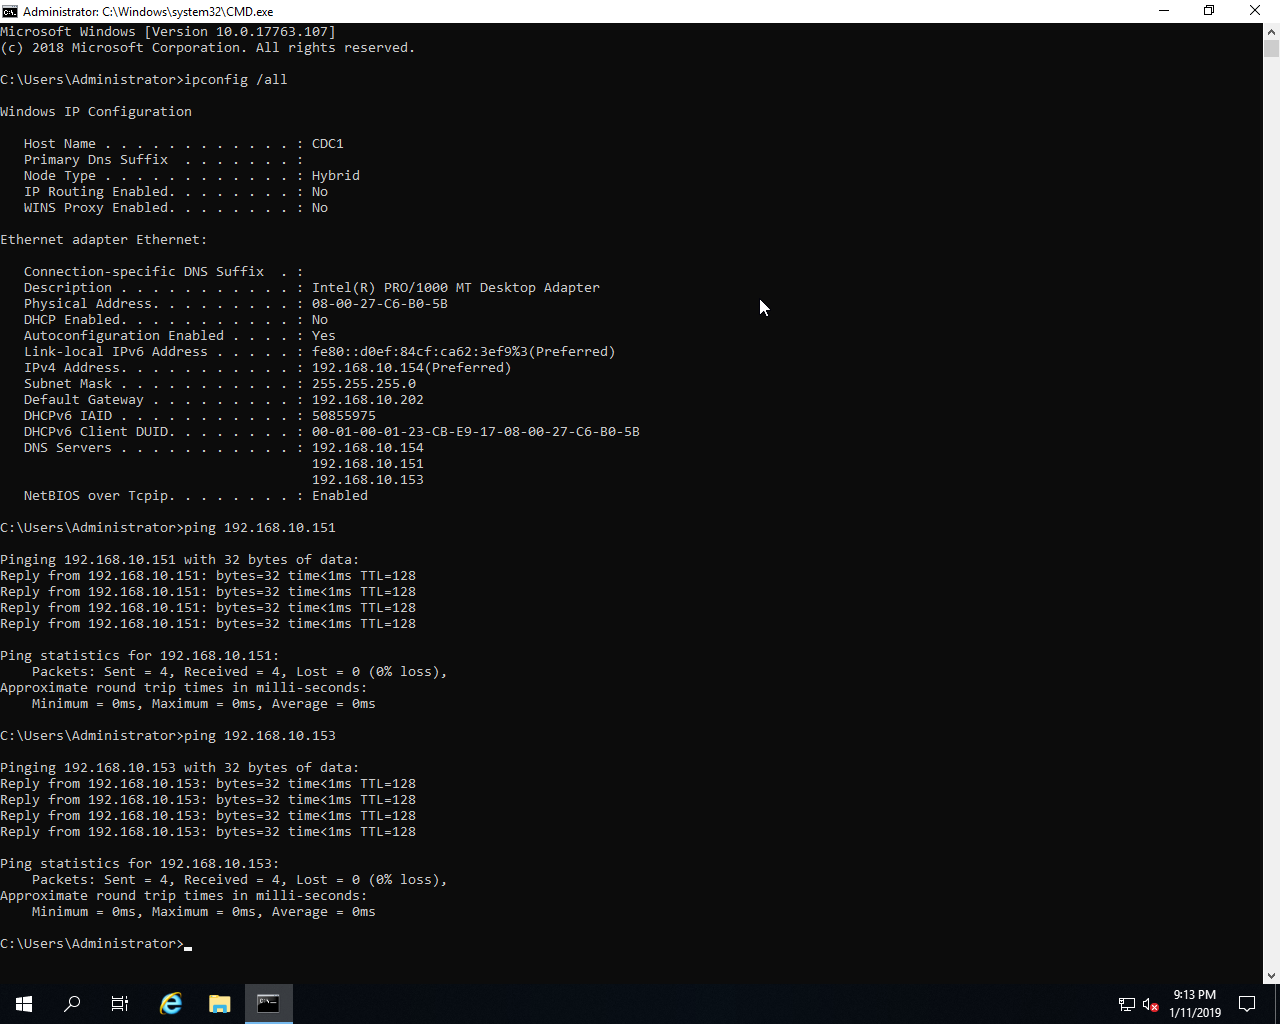 Administrator: C:\Windows\system32\CMD.exe
Microsoft Windows [Version 10.0.17763.107]
(c) 2018 Microsoft Corporation. All rights reserved.
C:\Users\Administrator>ipconfig /all
Windows IP Configuration
Host Name . . . . . . . . . . . . : CDC1
Primary Dns Suffix  . . . . . . . :
Node Type . . . . . . . . . . . . : Hybrid
IP Routing Enabled. . . . . . . . : No
WINS Proxy Enabled. . . . . . . . : No
Ethernet adapter Ethernet:
Connection-specific DNS Suffix  . :
Description . . . . . . . . . . . : Intel(R) PRO/1000 MT Desktop Adapter
Physical Address. . . . . . . . . : 08-00-27-C6-B0-5B
DHCP Enabled. . . . . . . . . . . : No
Autoconfiguration Enabled . . . . : Yes
Link-local IPv6 Address . . . . . : fe80::d0ef:84cf:ca62:3ef9%3(Preferred)
IPv4 Address. . . . . . . . . . . : 192.168.10.154(Preferred)
Subnet Mask . . . . . . . . . . . : 255.255.255.0
Default Gateway . . . . . . . . . : 192.168.10.202
DHCPv6 IAID . . . . . . . . . . . : 50855975
DHCPv6 Client DUID. . . . . . . . : 00-01-00-01-23-CB-E9-17-08-00-27-C6-B0-5B
DNS Servers . . . . . . . . . . . : 192.168.10.154
192.168.10.151
192.168.10.153
NetBIOS over Tcpip. . . . . . . . : Enabled
C:\Users\Administrator>ping 192.168.10.151
Pinging 192.168.10.151 with 32 bytes of data:
Reply from 192.168.10.151: bytes=32 time<1ms TTL=128
Reply from 192.168.10.151: bytes=32 time<1ms TTL=128
Reply from 192.168.10.151: bytes=32 time<1ms TTL=128
Reply from 192.168.10.151: bytes=32 time<1ms TTL=128
Ping statistics for 192.168.10.151:
Packets: Sent = 4, Received = 4, Lost = 0 (0% loss),
Approximate round trip times in milli-seconds:
Minimum = 0ms, Maximum = 0ms, Average = 0ms
C:\Users\Administrator>ping 192.168.10.153
Pinging 192.168.10.153 with 32 bytes of data:
Reply from 192.168.10.153: bytes=32 time<1ms TTL=128
Reply from 192.168.10.153: bytes=32 time<1ms TTL=128
Reply from 192.168.10.153: bytes=32 time<1ms TTL=128
Reply from 192.168.10.153: bytes=32 time<1ms TTL=128
Ping statistics for 192.168.10.153:
Packets: Sent = 4, Received = 4, Lost = 0 (0% loss),
Approximate round trip times in milli-seconds:
Minimum = 0ms, Maximum = 0ms, Average = 0ms
C:\Users\Administrator>
9:13 PM
1/11/2019